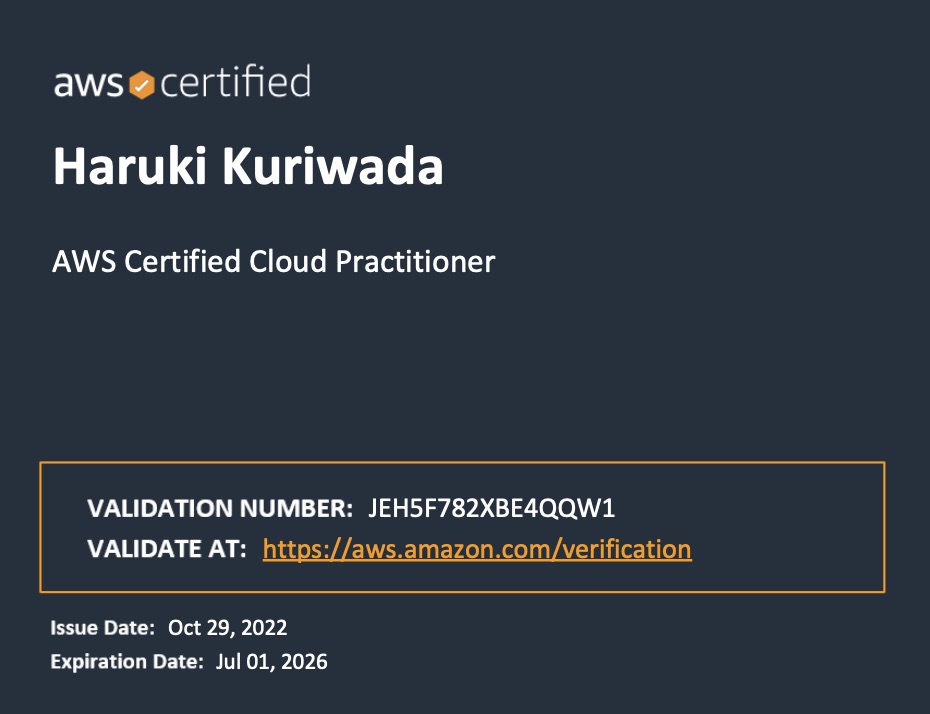 aws certified
Haruki Kuriwada
AWS Certified Cloud Practitioner
VALIDATION NUMBER: JEH5F782XBE4QQW1
VALIDATE AT: https://aws.amazon.com/verification
Issue Date: Oct 29, 2022
Expiration Date: Jul 01, 2026